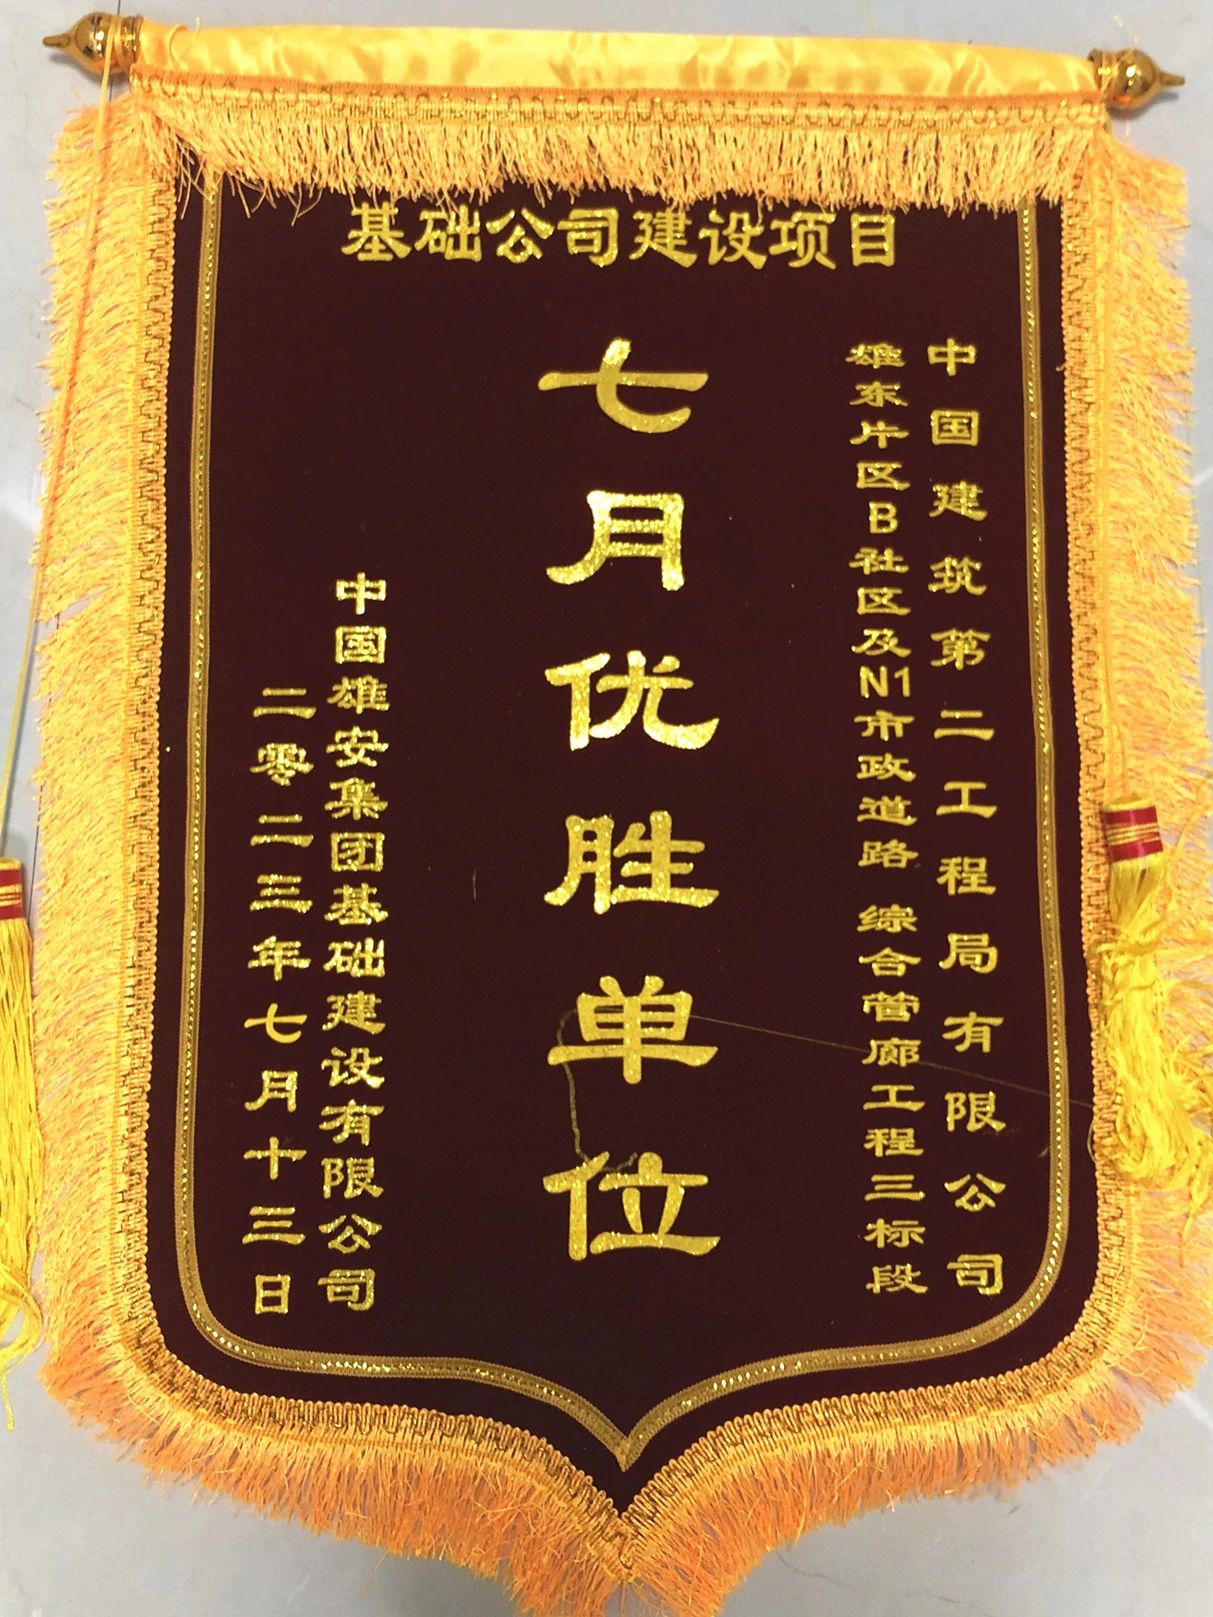 基础公司建设项目
中国建筑第二工程局有限公司
雄东片区B社区及N1市政道路 综合管廊工程三标段
七月优胜单位
中国雄安集团基础建设有限公司
二零二三年七月十三日